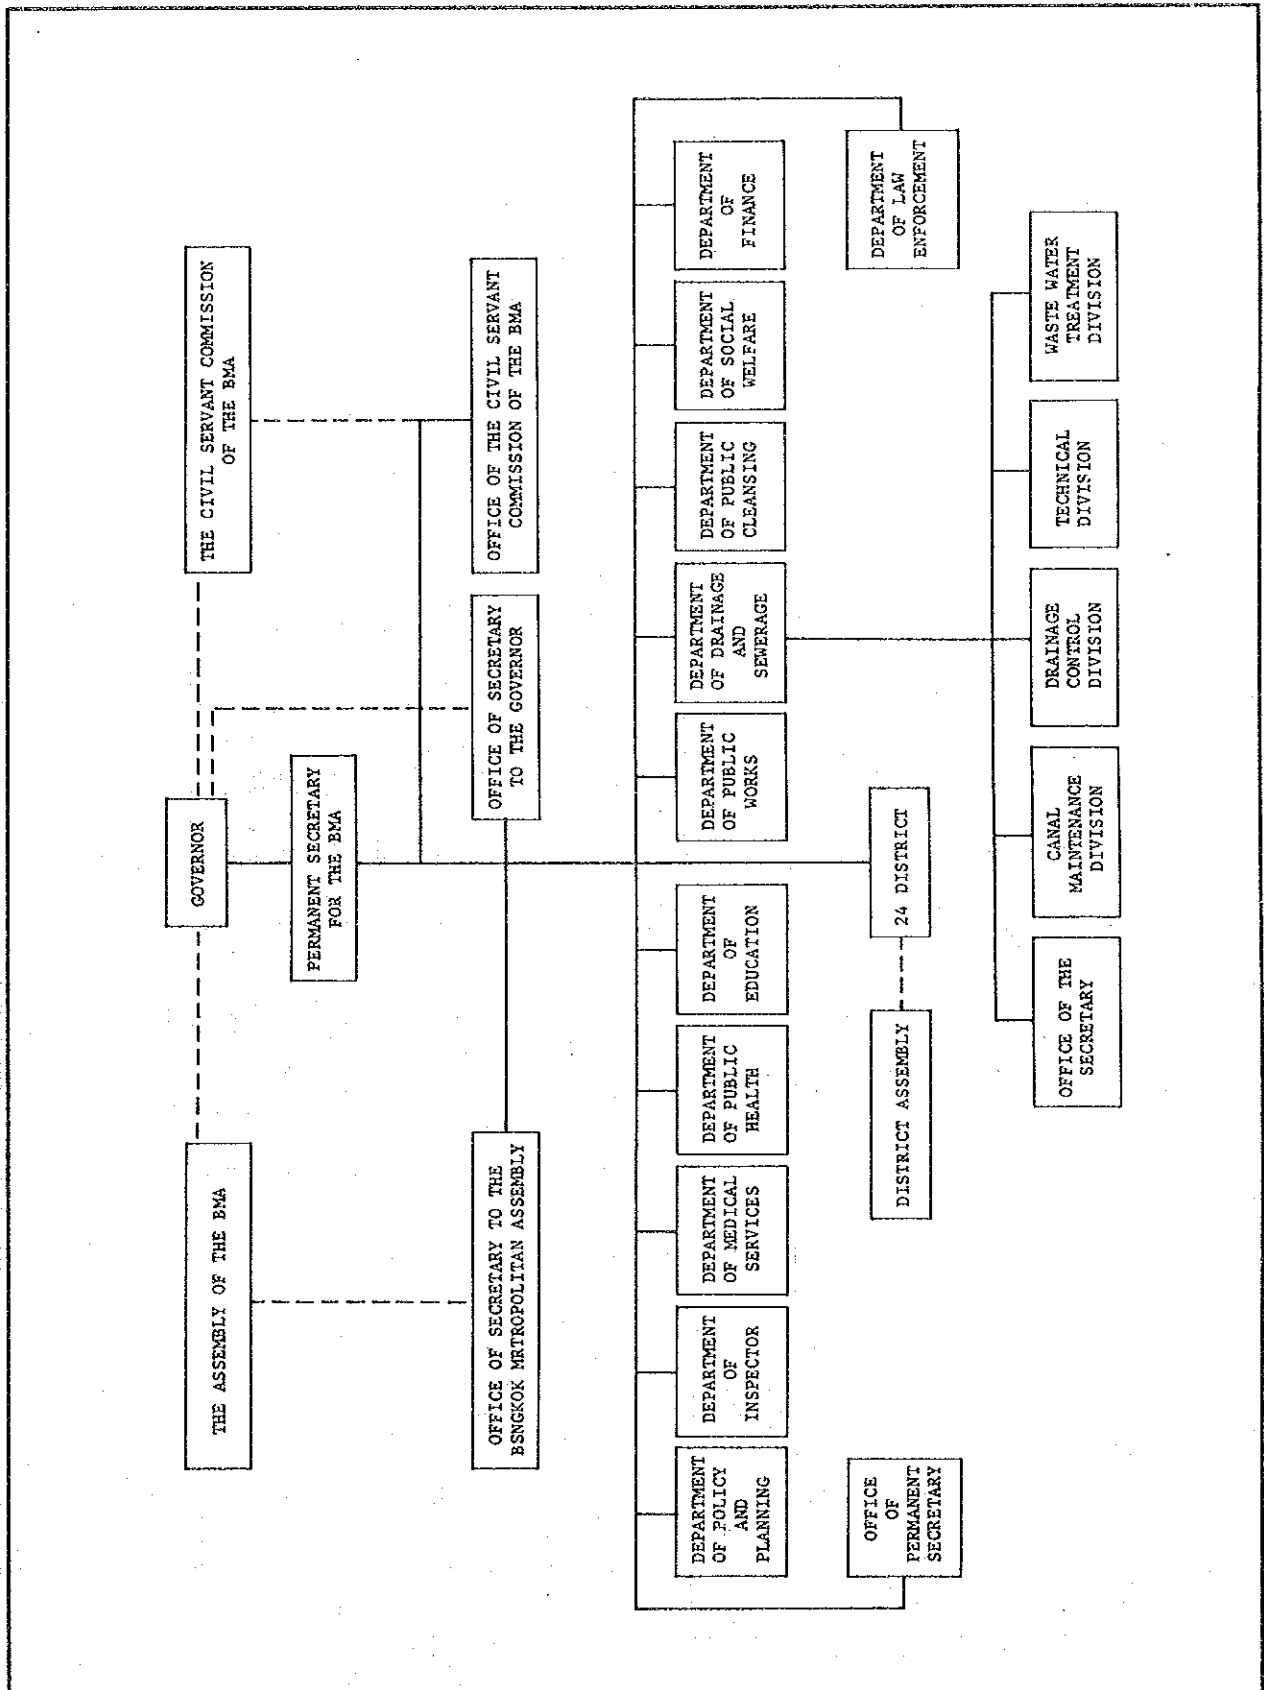 GOVERNOR
THE ASSEMBLY OF THE BMA
THE CIVIL SERVANT COMMISSION
OF THE BMA
PERMANENT SECRETARY
FOR THE BMA
OFFICE OF SECRETARY TO THE
BSNGKOK MRTROPOLITAN ASSEMBLY
OFFICE OF SECRETARY
TO THE GOVERNOR
OFFICE OF THE CIVIL SERVANT
COMMISSION OF THE BMA
DEPARTMENT
OF POLICY
AND
PLANNING
DEPARTMENT
OF
INSPECTOR
DEPARTMENT
OF MEDICAL
SERVICES
DEPARTMENT
OF PUBLIC
HEALTH
DEPARTMENT
OF
EDUCATION
DEPARTMENT
OF PUBLIC
WORKS
DEPARTMENT
OF DRAINAGE
AND
SEWERAGE
DEPARTMENT
OF PUBLIC
CLEANSING
DEPARTMENT
OF SOCIAL
WELFARE
DEPARTMENT
OF
FINANCE
OFFICE
OF
PERMANENT
SECRETARY
DISTRICT ASSEMBLY
24 DISTRICT
DEPARTMENT
OF LAW
ENFORCEMENT
OFFICE OF THE
SECRETARY
CANAL
MAINTENANCE
DIVISION
DRAINAGE
CONTROL
DIVISION
TECHNICAL
DIVISION
WASTE WATER
TREATMENT
DIVISION